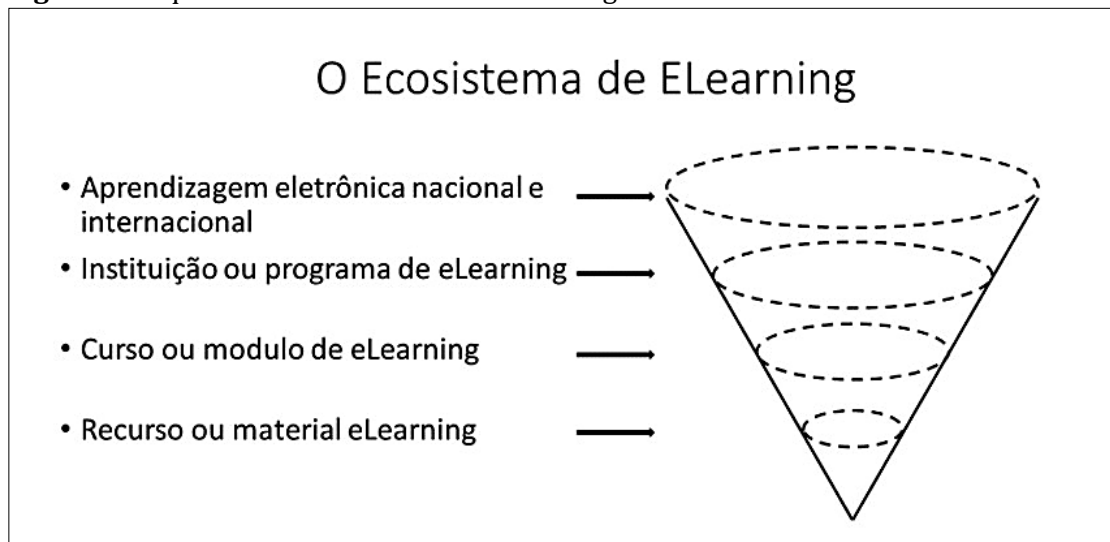 O Ecosistema de ELearning
• Aprendizagem eletrônica nacional e
internacional
• Instituição ou programa de eLearning
• Curso ou modulo de eLearning
• Recurso ou material eLearning